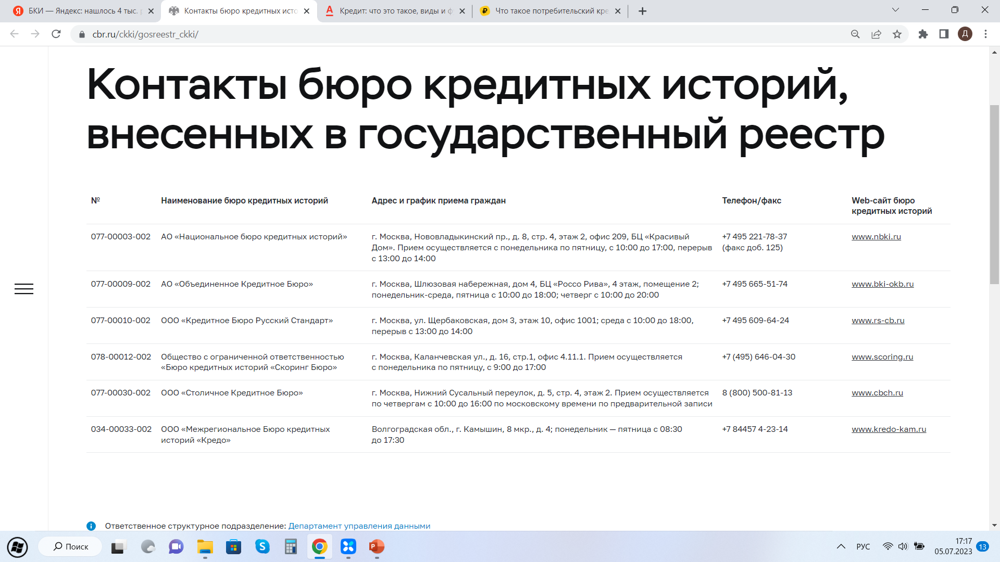 БКИ — Яндекс: нашлось 4 тыс.
Контакты бюро кредитных исто
Кредит: что это такое, виды и ф
Что такое потребительский кре
cbr.ru/ckki/gosreestr_ckki/
Д
Контакты бюро кредитных историй,
внесенных в государственный реестр
№ Наименование бюро кредитных историй Адрес и график приема граждан Телефон/факс Web-сайт бюро
кредитных историй
077-00003-002 АО «Национальное бюро кредитных историй» г. Москва, Нововладыкинский пр., д. 8, стр. 4, этаж 2, офис 209, БЦ «Красивый +7 495 221-78-37 www.nbki.ru
Дом». Прием осуществляется с понедельника по пятницу, с 10:00 до 17:00, перерыв (факс доб. 125)
с 13:00 до 14:00
077-00009-002 АО «Объединенное Кредитное Бюро» г. Москва, Шлюзовая набережная, дом 4, БЦ «Россо Рива», 4 этаж, помещение 2; +7 495 665-51-74 www.bki-okb.ru
понедельник-среда, пятница с 10:00 до 18:00; четверг с 10:00 до 20:00
077-00010-002 ООО «Кредитное Бюро Русский Стандарт» г. Москва, ул. Щербаковская, дом 3, этаж 10, офис 1001; среда с 10:00 до 18:00, +7 495 609-64-24 www.rs-cb.ru
перерыв с 13:00 до 14:00
078-00012-002 Общество с ограниченной ответственностью г. Москва, Каланчевская ул., д. 16, стр.1, офис 4.11.1. Прием осуществляется +7 (495) 646-04-30 www.scoring.ru
«Бюро кредитных историй «Скоринг Бюро» с понедельника по пятницу, с 9:00 до 17:00
077-00030-002 ООО «Столичное Кредитное Бюро» г. Москва, Нижний Сусальный переулок, д. 5, стр. 4, этаж 2. Прием осуществляется 8 (800) 500-81-13 www.cbch.ru
по четвергам с 10:00 до 16:00 по московскому времени по предварительной записи
034-00033-002 ООО «Межрегиональное Бюро кредитных Волгоградская обл., г. Камышин, 8 мкр., д. 4; понедельник — пятница с 08:30 +7 84457 4-23-14 www.kredo-kam.ru
историй «Кредо» до 17:30
Ответственное структурное подразделение: Департамент управления данными
Поиск
РУС
17:17
05.07.2023
13